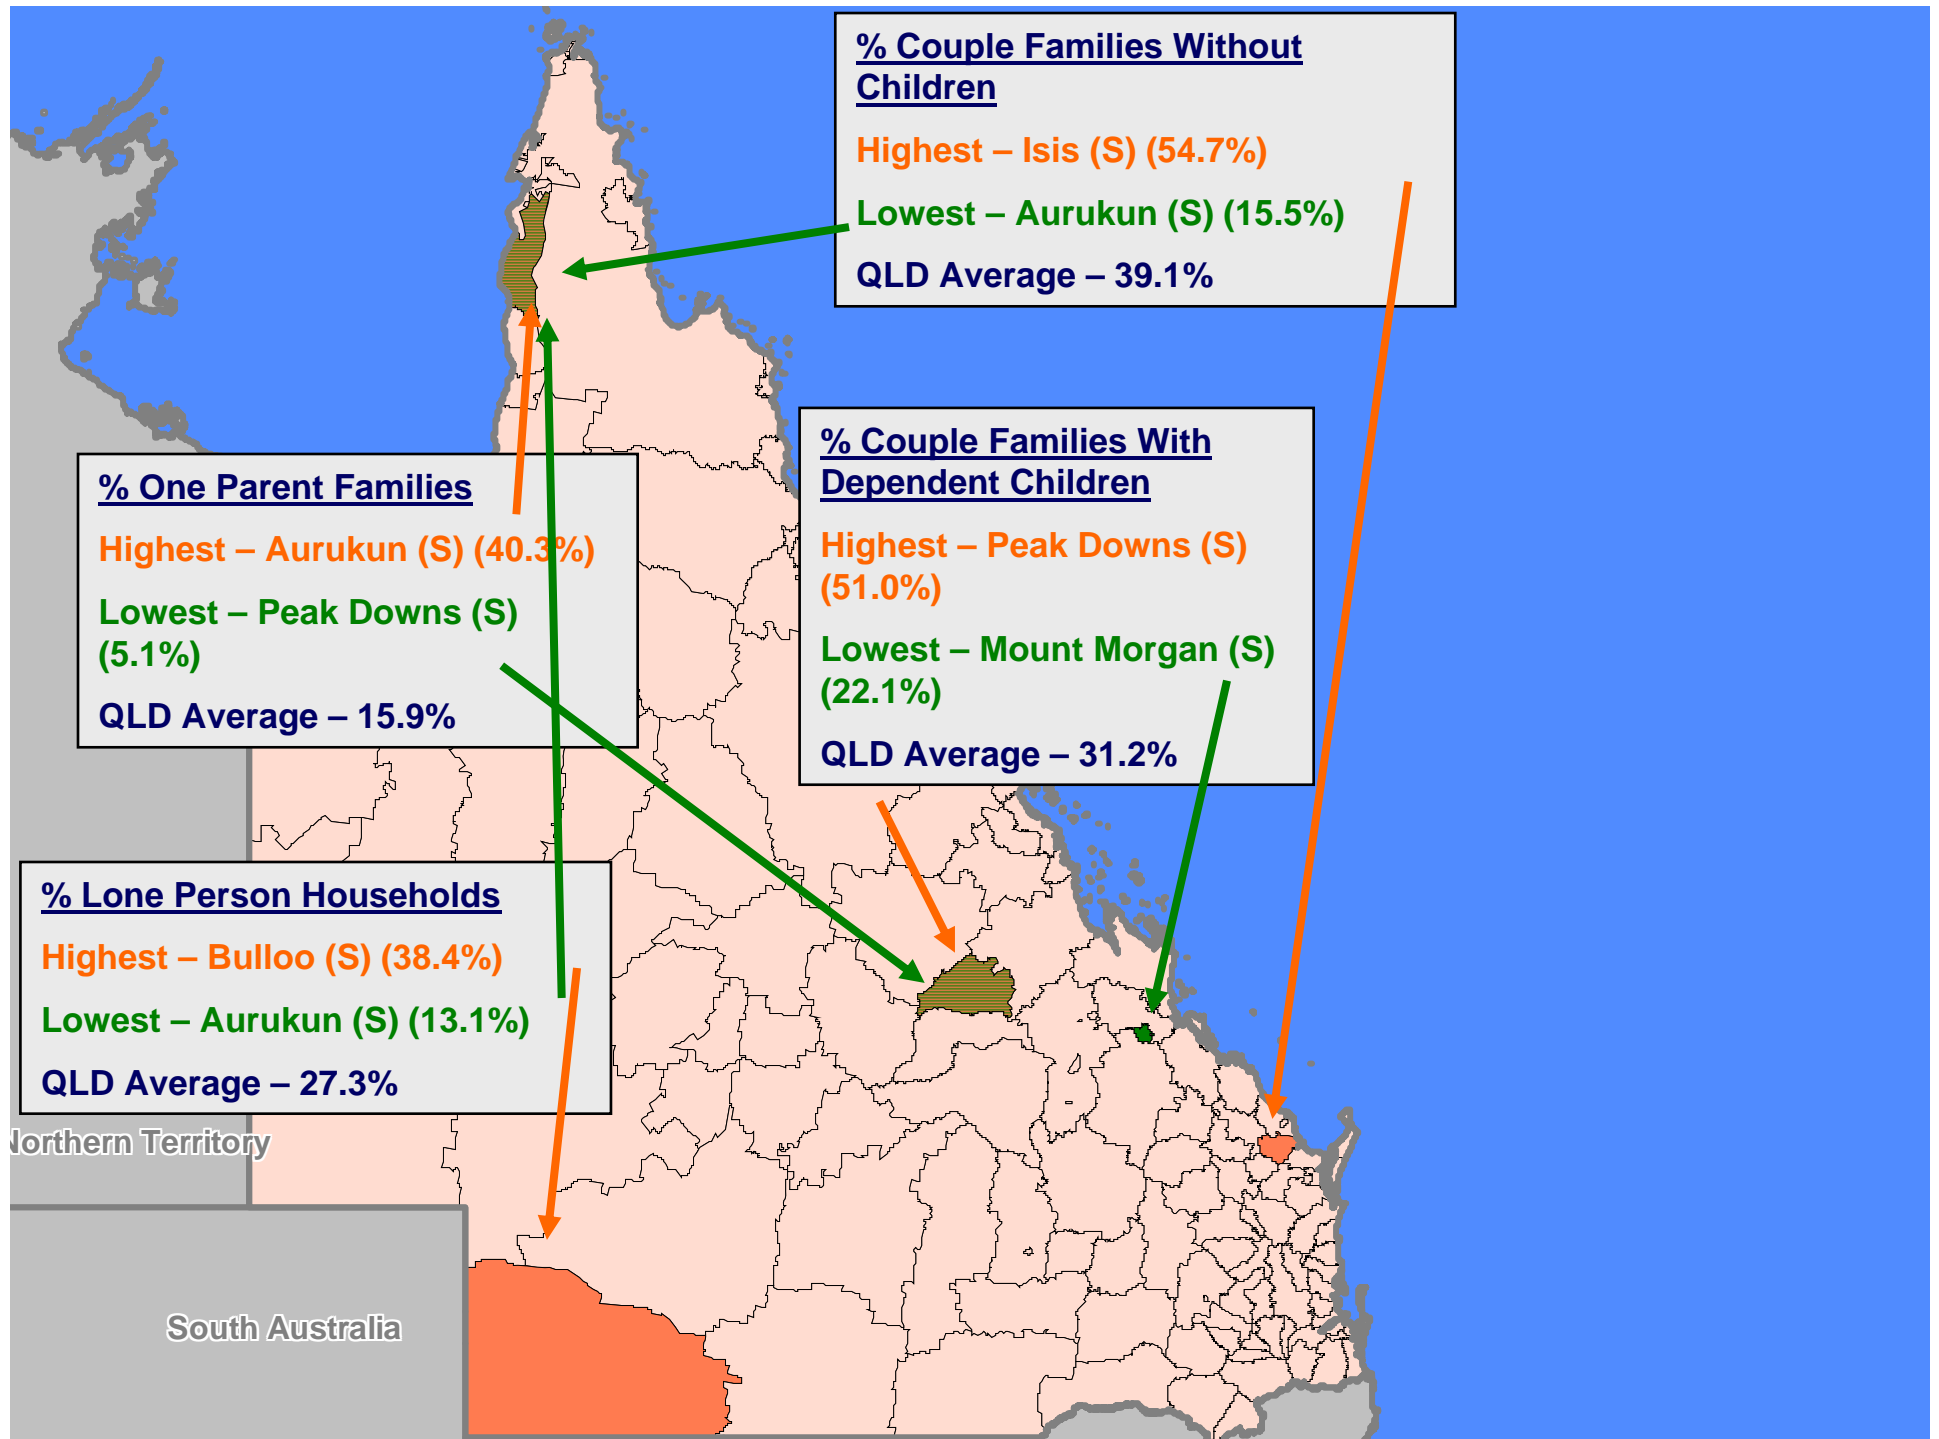 % Couple Families Without
Children
Highest – Isis (S) (54.7%)
Lowest – Aurukun (S) (15.5%)
QLD Average – 39.1%
% One Parent Families
Highest – Aurukun (S) (40.3%)
Lowest – Peak Downs (S)
(5.1%)
QLD Average – 15.9%
% Couple Families With
Dependent Children
Highest – Peak Downs (S)
(51.0%)
Lowest – Mount Morgan (S)
(22.1%)
QLD Average – 31.2%
% Lone Person Households
Highest – Bulloo (S) (38.4%)
Lowest – Aurukun (S) (13.1%)
QLD Average – 27.3%
Northern Territory
South Australia